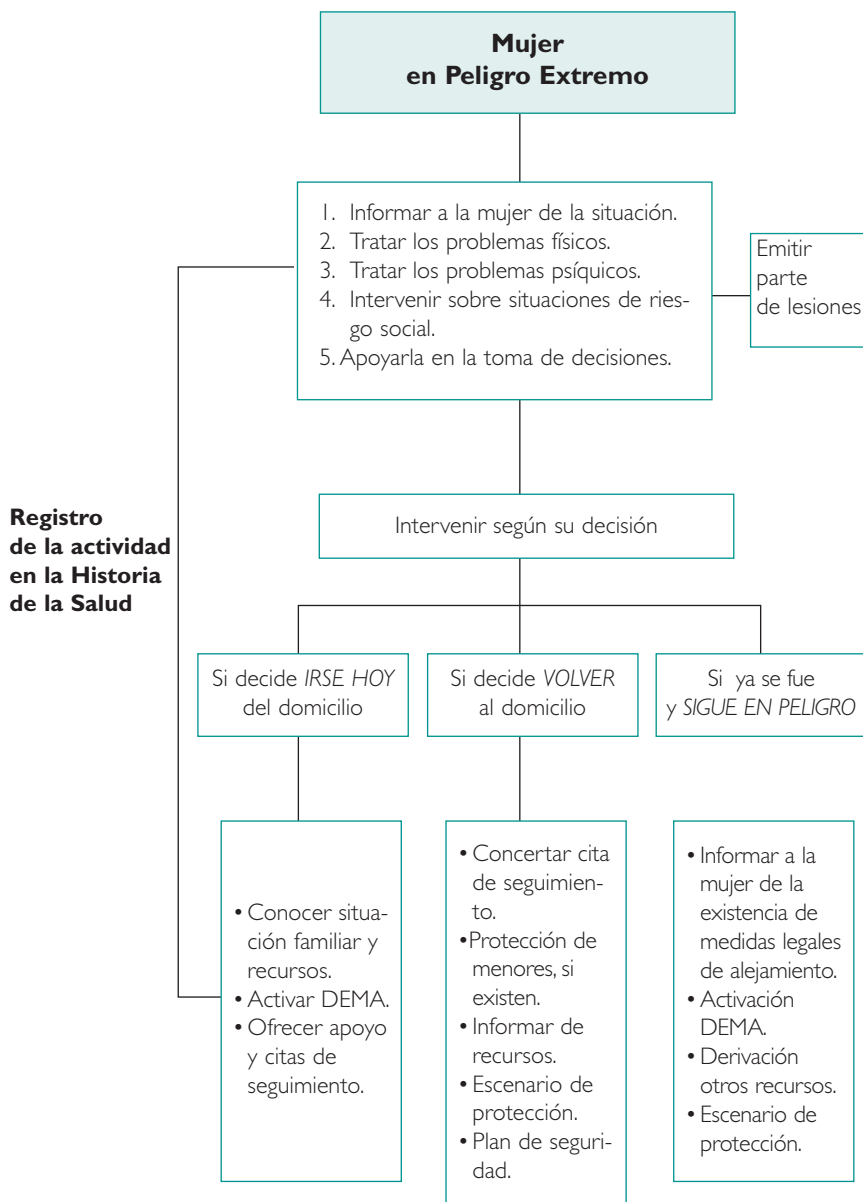 Mujer
en Peligro Extremo
1. Informar a la mujer de la situación.
2. Tratar los problemas físicos.
3. Tratar los problemas psíquicos.
4. Intervenir sobre situaciones de ries-
go social.
5. Apoyarla en la toma de decisiones.
Emitir
parte
de lesiones
Registro
de la actividad
en la Historia
de la Salud
Intervenir según su decisión
Si decide IRSE HOY
del domicilio
Si decide VOLVER
al domicilio
Si ya se fue
y SIGUE EN PELIGRO
• Conocer situa-
ción familiar y
recursos.
• Activar DEMA.
• Ofrecer apoyo
y citas de
seguimiento.
• Concertar cita
de seguimien-
to.
• Protección de
menores, si
existen.
• Informar de
recursos.
• Escenario de
protección.
• Plan de seguri-
dad.
• Informar a la
mujer de la
existencia de
medidas legales
de alejamiento.
• Activación
DEMA.
• Derivación
otros recursos.
• Escenario de
protección.